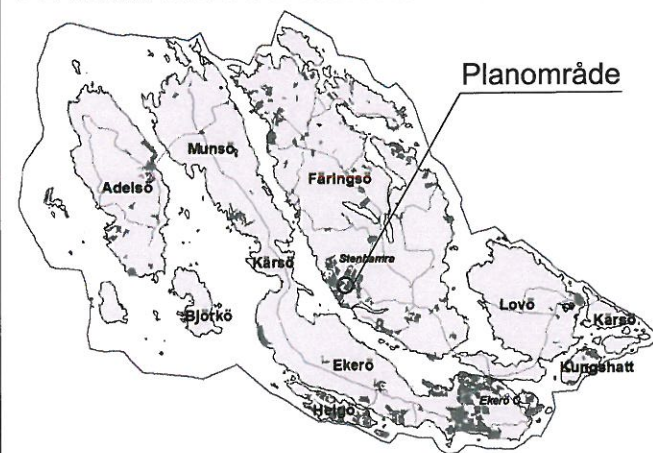 Planområde
Munsö
Adelsö
Färingsö
Stenhamra
Kärsö
Björkö
Lovö
Kärsö
Kungshatt
Ekerö
Ekerö C
Helgö